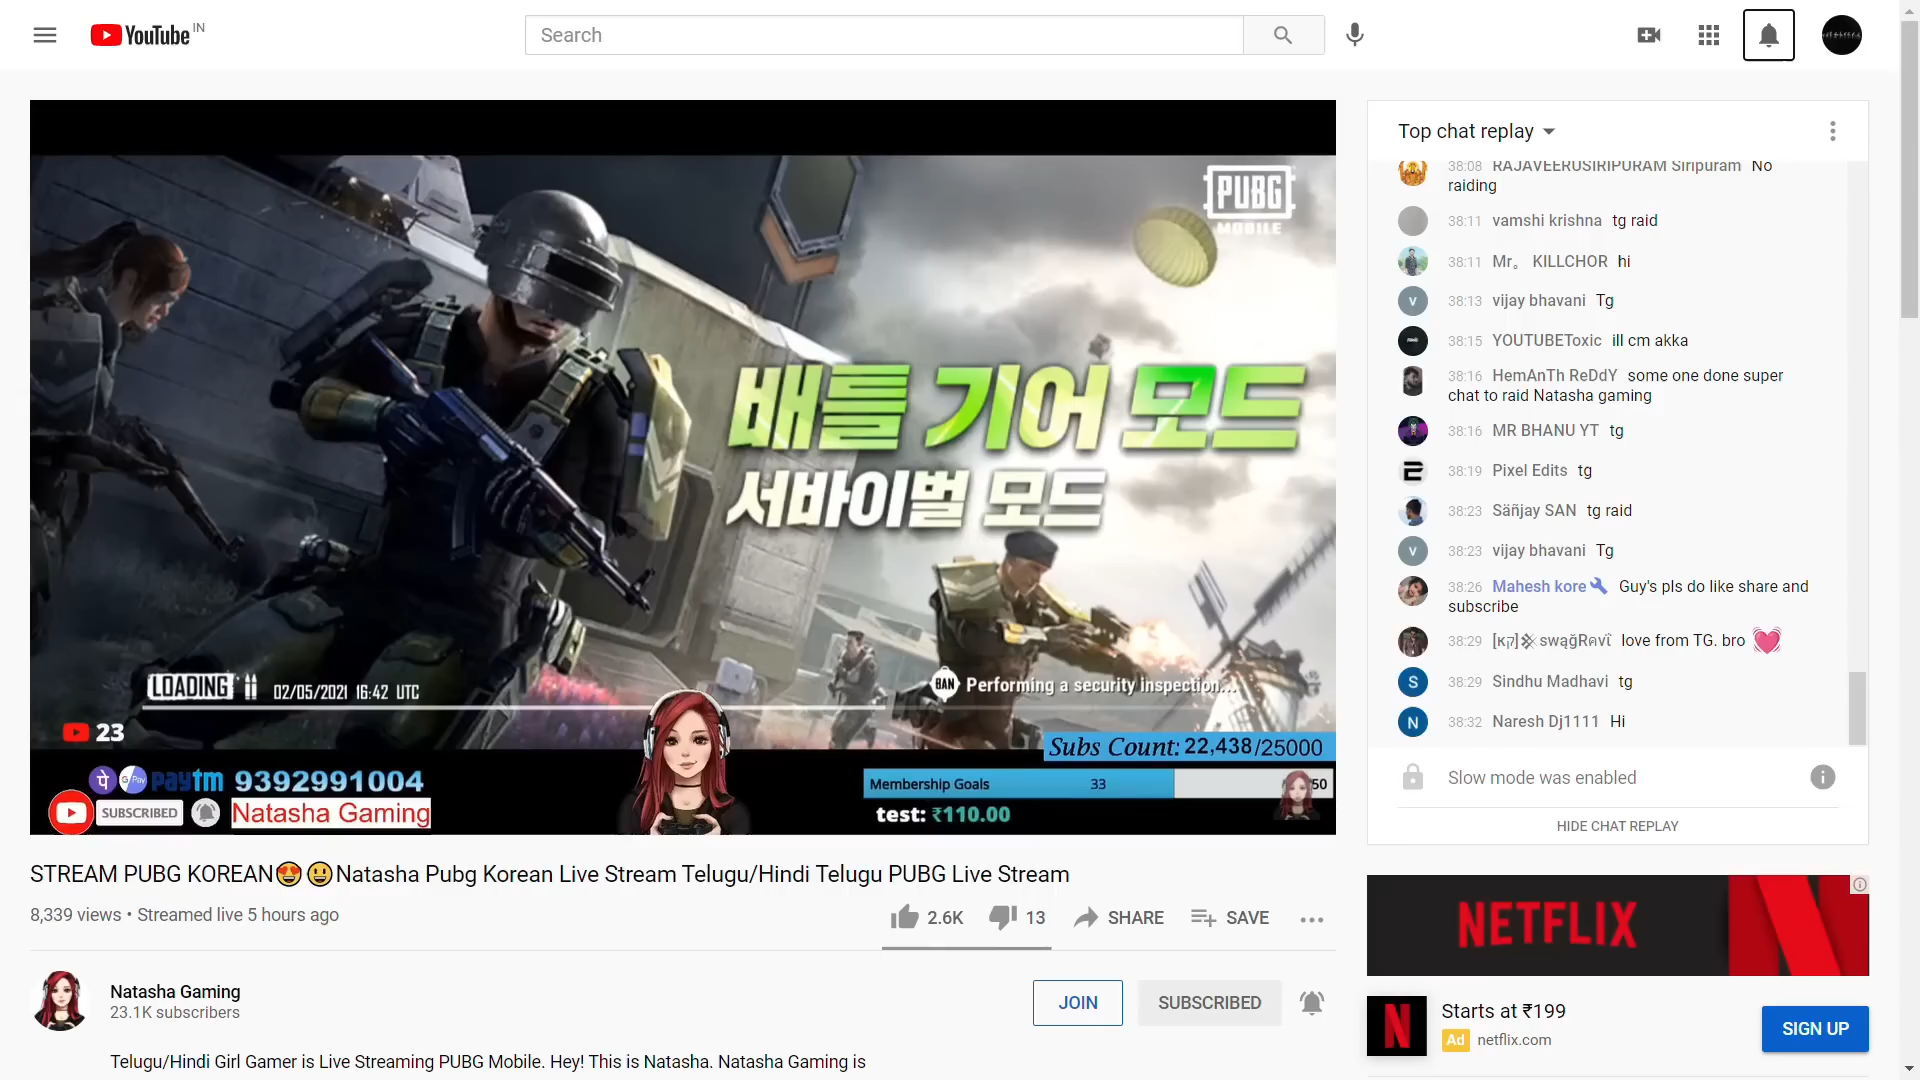 YouTube IN
Search
PUBG
MOBILE
배틀 기어 모드
서바이벌 모드
LOADING 02/05/2021 16:42 UTC
BAN Performing a security inspection...
23
Subs Count: 22,438/25000
G Pay paytm 9392991004
Membership Goals 33 50
SUBSCRIBED Natasha Gaming
test: ₹110.00
STREAM PUBG KOREAN😍😃Natasha Pubg Korean Live Stream Telugu/Hindi Telugu PUBG Live Stream
8,339 views • Streamed live 5 hours ago
2.6K 13 SHARE SAVE
Natasha Gaming
23.1K subscribers
JOIN SUBSCRIBED
Telugu/Hindi Girl Gamer is Live Streaming PUBG Mobile. Hey! This is Natasha. Natasha Gaming is
Top chat replay
38:08 RAJAVEERUSIRIPURAM Siripuram No
raiding
38:11 vamshi krishna tg raid
38:11 Mr。 KILLCHOR hi
V 38:13 vijay bhavani Tg
38:15 YOUTUBEToxic ill cm akka
38:16 HemAnTh ReDdY some one done super
chat to raid Natasha gaming
38:16 MR BHANU YT tg
38:19 Pixel Edits tg
38:23 Säñjay SAN tg raid
V 38:23 vijay bhavani Tg
38:26 Mahesh kore Guy's pls do like share and
subscribe
38:29 love from TG. bro 💓
S 38:29 Sindhu Madhavi tg
N 38:32 Naresh Dj1111 Hi
Slow mode was enabled
HIDE CHAT REPLAY
NETFLIX
N Starts at ₹199
Ad netflix.com
SIGN UP